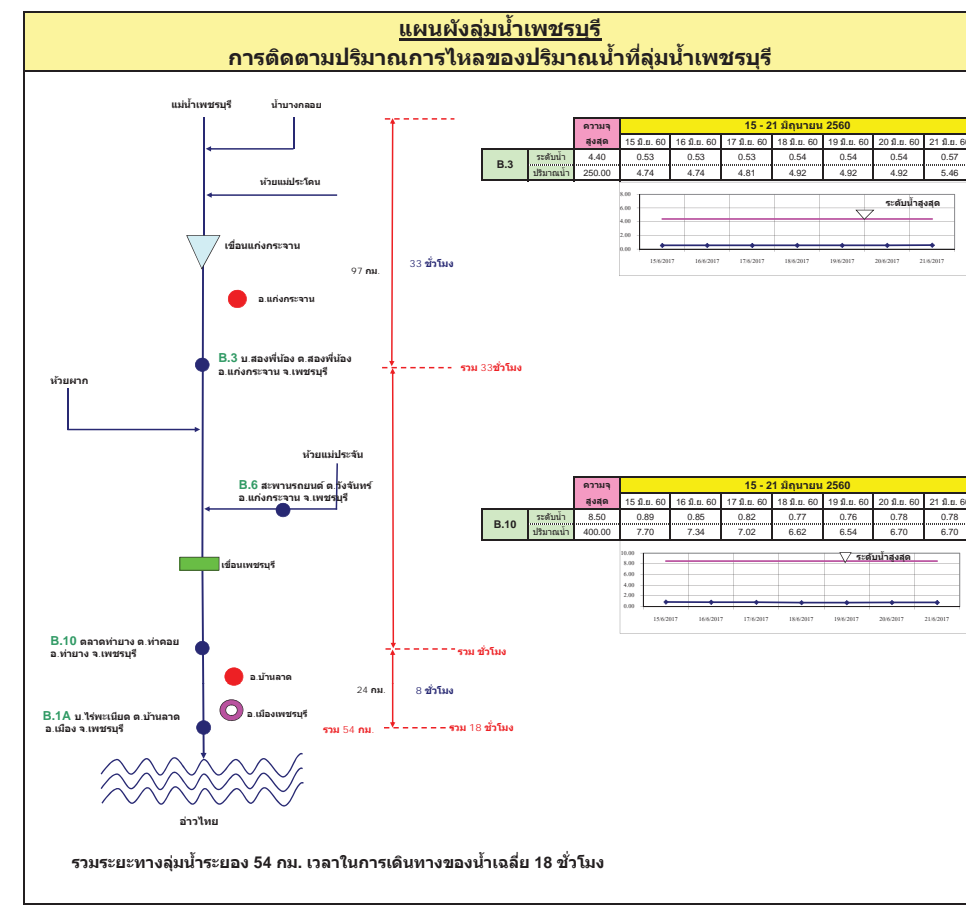 แผนผังลุ่มน้ำเพชรบุรี
การติดตามปริมาณการไหลของปริมาณน้ำที่ลุ่มน้ำเพชรบุรี
แม่น้ำเพชรบุรี
น้ำบางกลอย
ห้วยแม่ประโดน
เขื่อนแก่งกระจาน
อ.แก่งกระจาน
97 กม.
33 ชั่วโมง
B.3 บ.สองพี่น้อง ต.สองพี่น้อง
อ.แก่งกระจาน จ.เพชรบุรี
รวม 33ชั่วโมง
ห้วยผาก
ห้วยแม่ประจัน
B.6 สะพานรถยนต์ ต.วังจันทร์
อ.แก่งกระจาน จ.เพชรบุรี
เขื่อนเพชรบุรี
B.10 ตลาดท่ายาง ต.ท่าคอย
อ.ท่ายาง จ.เพชรบุรี
รวม ชั่วโมง
อ.บ้านลาด
24 กม.
8 ชั่วโมง
อ.เมืองเพชรบุรี
B.1A บ.ไร่พะเนียด ต.บ้านลาด
อ.เมือง จ.เพชรบุรี
รวม 54 กม.
รวม 18 ชั่วโมง
อ่าวไทย
รวมระยะทางลุ่มน้ำระยอง 54 กม. เวลาในการเดินทางของน้ำเฉลี่ย 18 ชั่วโมง
ความจุ 15 - 21 มิถุนายน 2560
สูงสุด 15 มิ.ย. 60 16 มิ.ย. 60 17 มิ.ย. 60 18 มิ.ย. 60 19 มิ.ย. 60 20 มิ.ย. 60 21 มิ.ย. 60
B.3
ระดับน้ำ 4.40 0.53 0.53 0.53 0.54 0.54 0.54 0.57
ปริมาณน้ำ 250.00 4.74 4.74 4.81 4.92 4.92 4.92 5.46
ระดับน้ำสูงสุด
8.00
6.00
4.00
2.00
0.00
15/6/2017 16/6/2017 17/6/2017 18/6/2017 19/6/2017 20/6/2017 21/6/2017
ความจุ 15 - 21 มิถุนายน 2560
สูงสุด 15 มิ.ย. 60 16 มิ.ย. 60 17 มิ.ย. 60 18 มิ.ย. 60 19 มิ.ย. 60 20 มิ.ย. 60 21 มิ.ย. 60
B.10
ระดับน้ำ 8.50 0.89 0.85 0.82 0.77 0.76 0.78 0.78
ปริมาณน้ำ 400.00 7.70 7.34 7.02 6.62 6.54 6.70 6.70
ระดับน้ำสูงสุด
10.00
8.00
6.00
4.00
2.00
0.00
15/6/2017 16/6/2017 17/6/2017 18/6/2017 19/6/2017 20/6/2017 21/6/2017